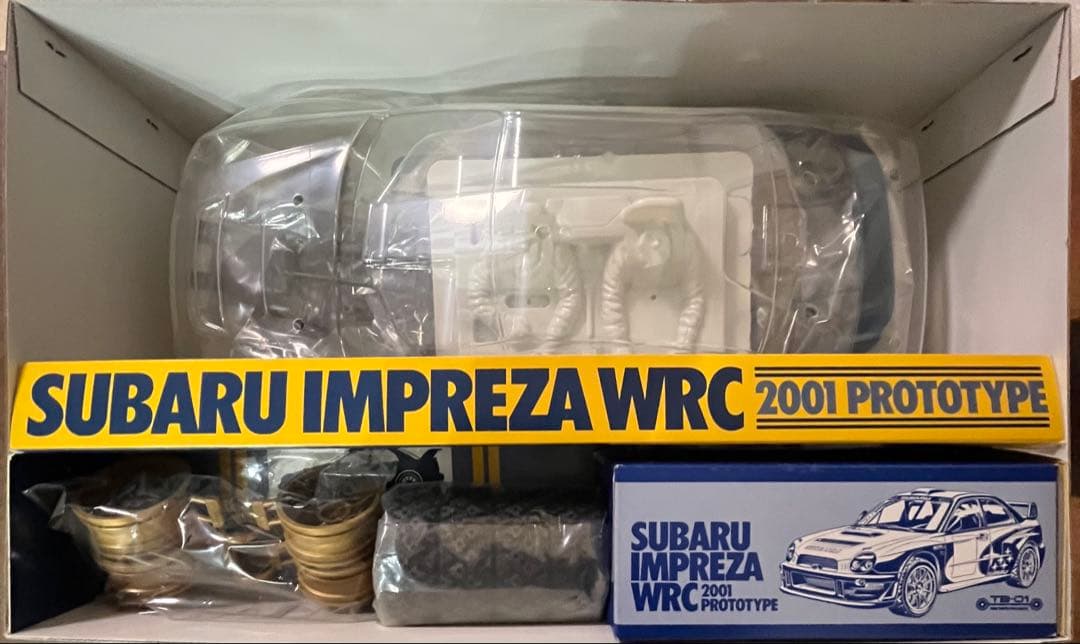 SUBARU IMPREZA WRC 2001 PROTOTYPE
SUBARU
IMPREZA
WRC 2001
PROTOTYPE
TB-01